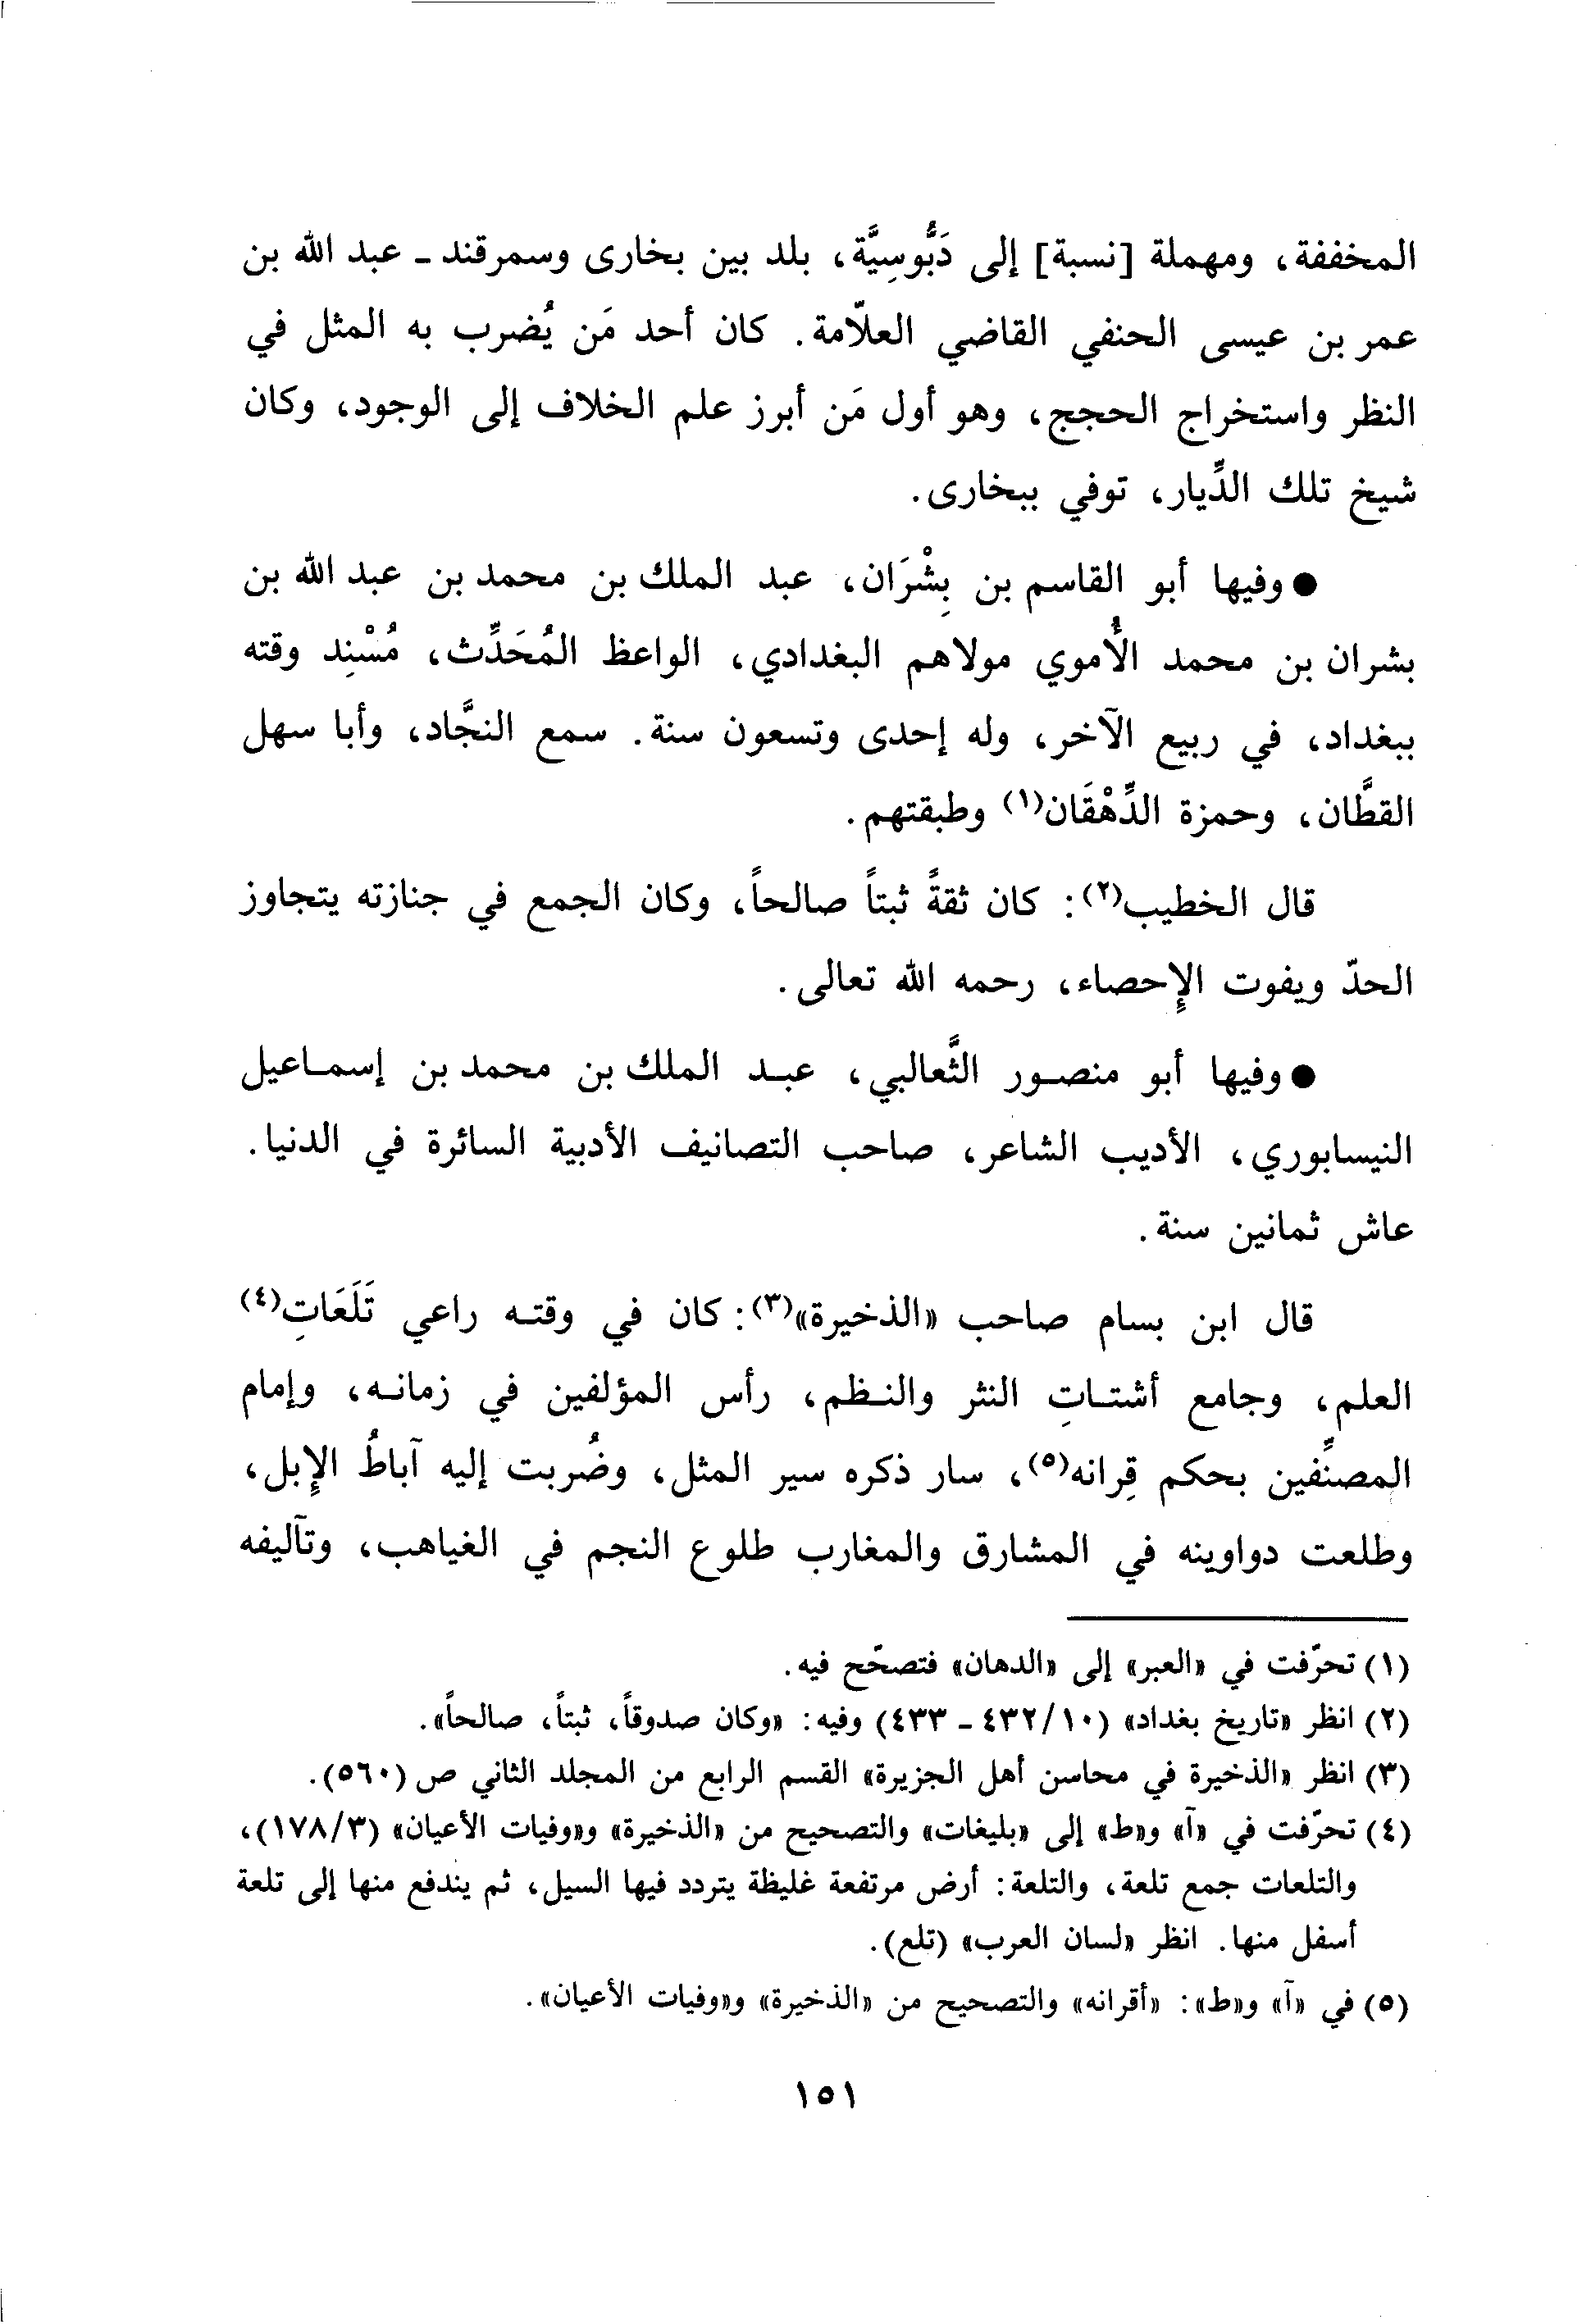 المخففة، ومهملة [نسبة] إلى دَبُّوسِيَّة، بلد بين بخارى وسمرقند - عبد الله بن
عمر بن عيسى الحنفي القاضي العلاّمة. كان أحد مَن يُضرب به المثل في
النظر واستخراج الحجج، وهو أول مَن أبرز علم الخلاف إلى الوجود، وكان
شيخ تلك الدِّيار، توفي ببخارى.
● وفيها أبو القاسم بن بِشْرَان، عبد الملك بن محمد بن عبد الله بن
بشران بن محمد الأُموي مولاهم البغدادي، الواعظ المُحَدِّث، مُسْنِد وقته
ببغداد، في ربيع الآخر، وله إحدى وتسعون سنة. سمع النجَّاد، وأبا سهل
القطَّان، وحمزة الدِّهْقَان(١) وطبقتهم.
قال الخطيب(٢): كان ثقةً ثبتاً صالحاً، وكان الجمع في جنازته يتجاوز
الحدّ ويفوت الإِحصاء، رحمه الله تعالى.
● وفيها أبو منصور الثَّعالبي، عبد الملك بن محمد بن إسماعيل
النيسابوري، الأديب الشاعر، صاحب التصانيف الأدبية السائرة في الدنيا.
عاش ثمانين سنة.
قال ابن بسام صاحب «الذخيرة»(٣): كان في وقته راعي تَلَعَاتِ(٤)
العلم، وجامع أشتاتِ النثر والنظم، رأس المؤلفين في زمانه، وإمام
المصنِّفين بحكم قِرانه(٥)، سار ذكره سير المثل، وضُربت إليه آباطُ الإِبل،
وطلعت دواوينه في المشارق والمغارب طلوع النجم في الغياهب، وتآليفه
(١) تحرّفت في «العبر» إلى «الدهان» فتصحّح فيه.
(٢) انظر «تاريخ بغداد» (١٠/ ٤٣٢ - ٤٣٣) وفيه: «وكان صدوقاً، ثبتاً، صالحاً».
(٣) انظر «الذخيرة في محاسن أهل الجزيرة» القسم الرابع من المجلد الثاني ص (٥٦٠).
(٤) تحرّفت في «آ» و«ط» إلى «بليغات» والتصحيح من «الذخيرة» و«وفيات الأعيان» (٣/ ١٧٨)،
والتلعات جمع تلعة، والتلعة: أرض مرتفعة غليظة يتردد فيها السيل، ثم يندفع منها إلى تلعة
أسفل منها. انظر «لسان العرب» (تلع).
(٥) في «آ» و«ط»: «أقرانه» والتصحيح من «الذخيرة» و«وفيات الأعيان».
١٥١